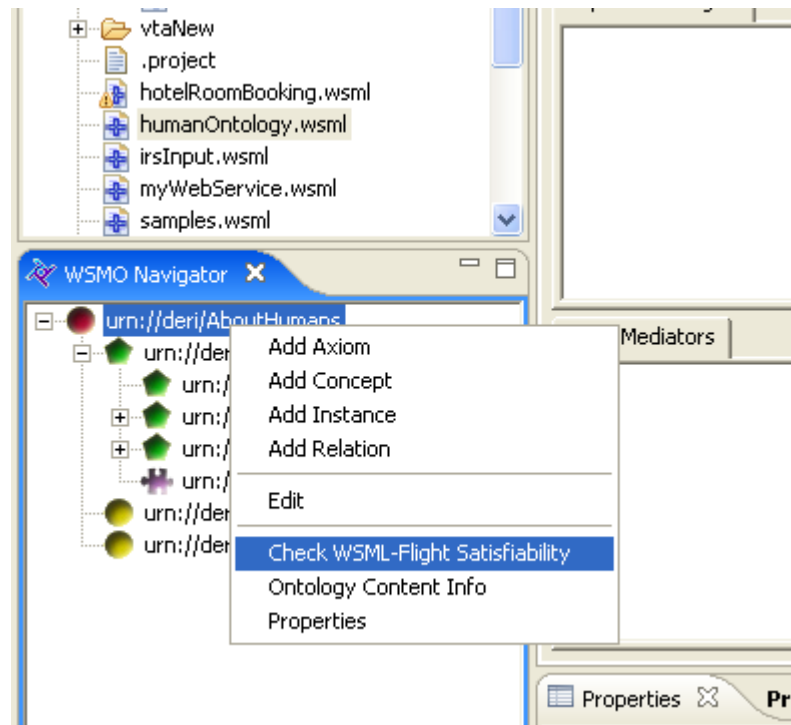 vtaNew
.project
hotelRoomBooking.wsml
humanOntology.wsml
irsInput.wsml
myWebService.wsml
samples.wsml
WSMO Navigator
urn://deri/AboutHumans
urn://der
urn:/
urn:/
urn:/
urn:/
urn://der
urn://der
Add Axiom
Add Concept
Add Instance
Add Relation
Edit
Check WSML-Flight Satisfiability
Ontology Content Info
Properties
Mediators
Properties Pr